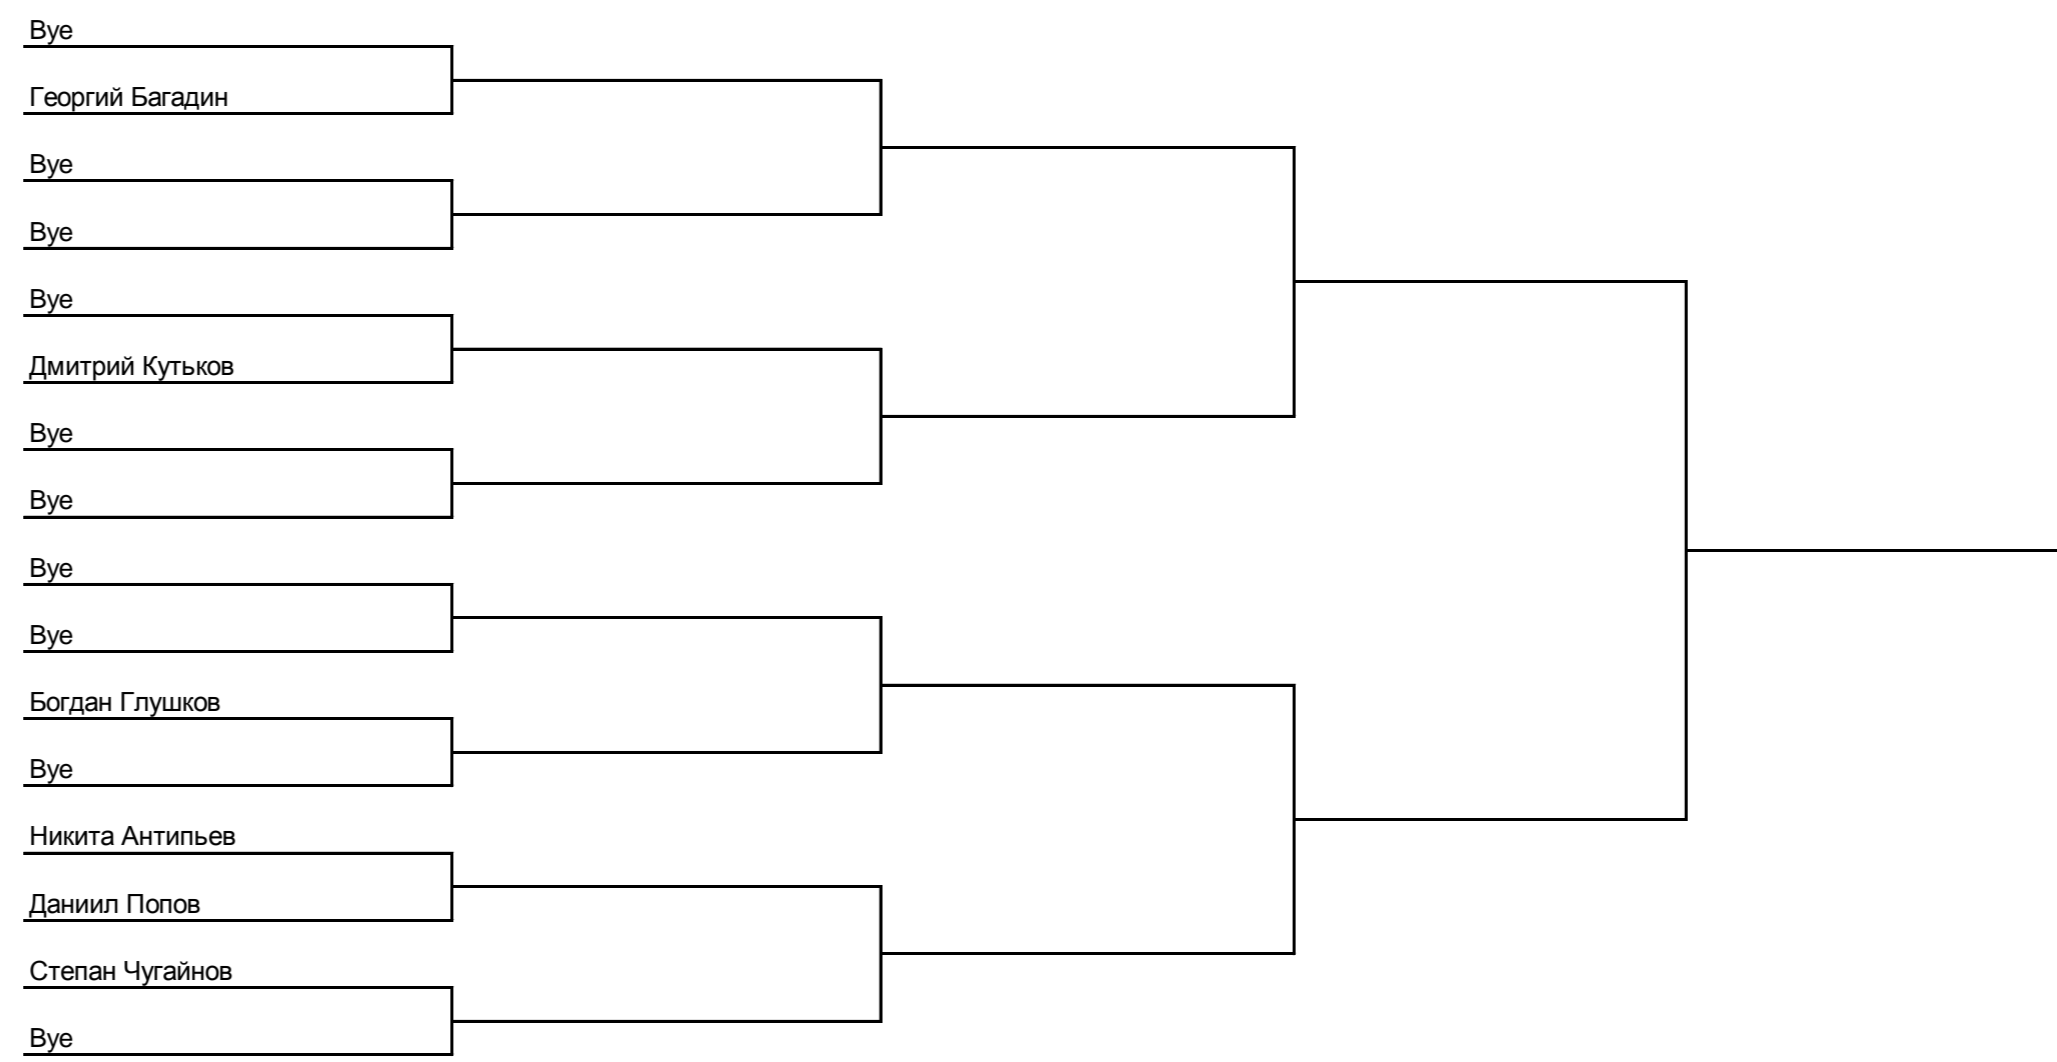 Bye
Георгий Багадин
Bye
Bye
Bye
Дмитрий Кутьков
Bye
Bye
Bye
Bye
Богдан Глушков
Bye
Никита Антипьев
Даниил Попов
Степан Чугайнов
Bye